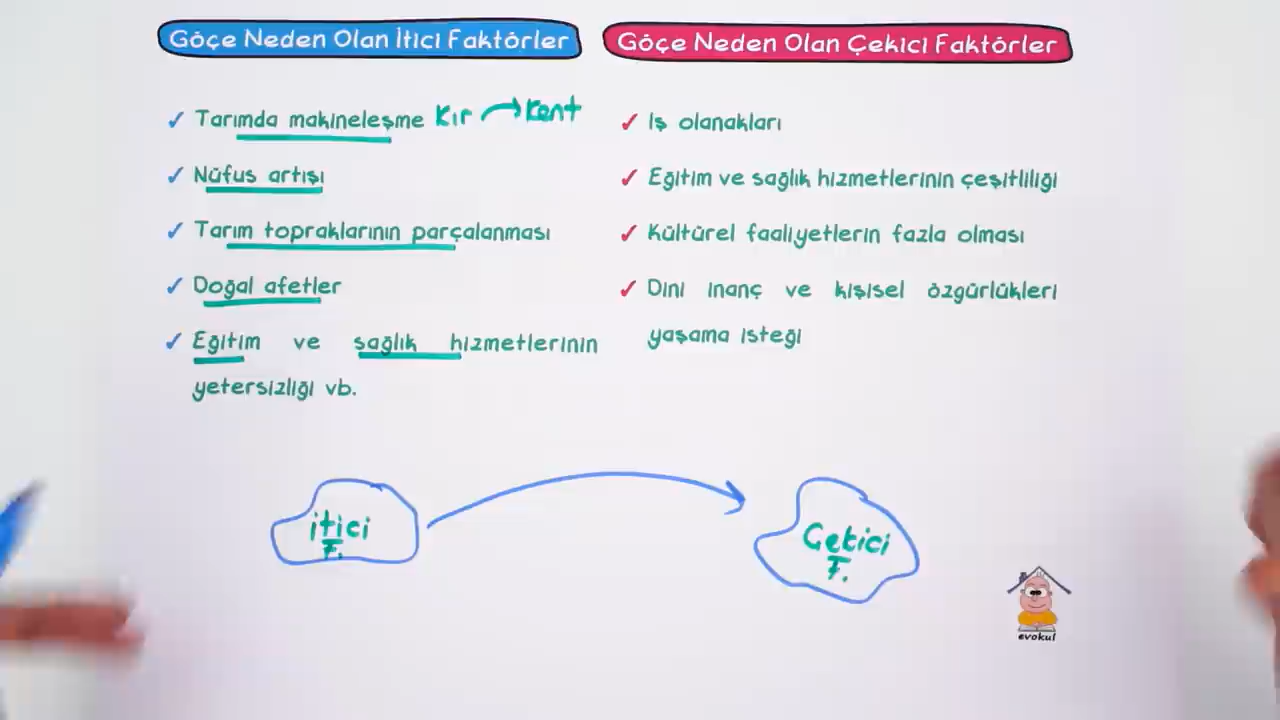 Göçe Neden Olan İtici Faktörler
Tarımda makineleşme Kır → Kent
Nüfus artışı
Tarım topraklarının parçalanması
Doğal afetler
Eğitim ve sağlık hizmetlerinin
yetersizliği vb.
Göçe Neden Olan Çekici Faktörler
İş olanakları
Eğitim ve sağlık hizmetlerinin çeşitliliği
Kültürel faaliyetlerin fazla olması
Dini inanç ve kişisel özgürlükleri
yaşama isteği
itici
F.
Çekici
F.
evokul